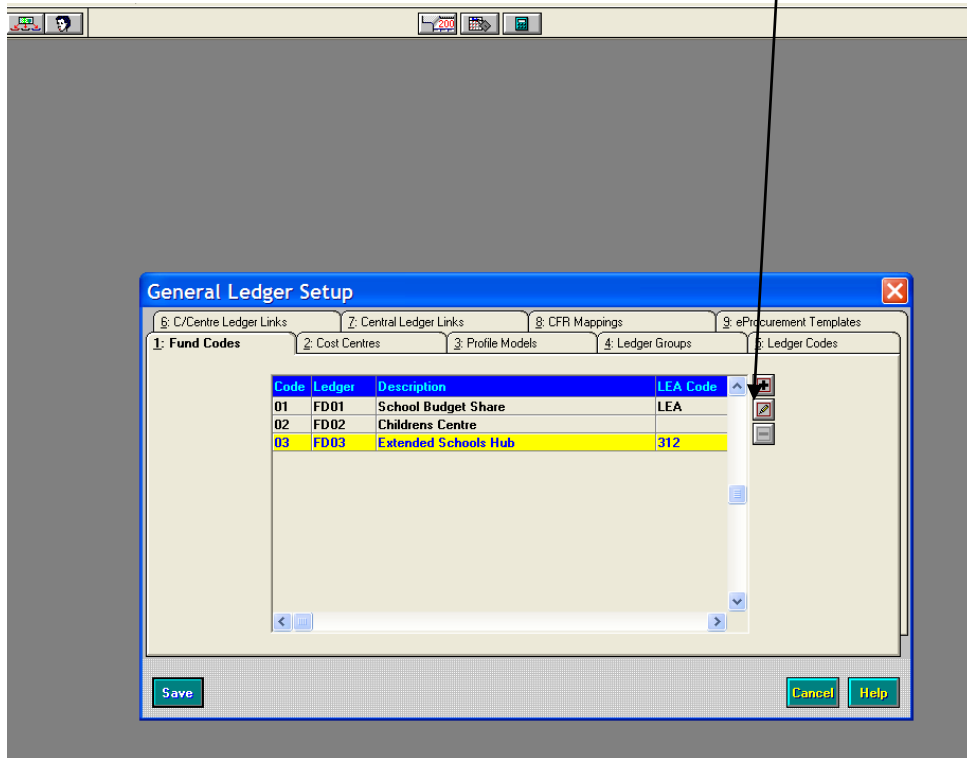 200
General Ledger Setup
6: C/Centre Ledger Links 7: Central Ledger Links 8: CFR Mappings 9: eProcurement Templates
1: Fund Codes 2: Cost Centres 3: Profile Models 4: Ledger Groups 5: Ledger Codes
Code Ledger Description LEA Code
01 FD01 School Budget Share LEA
02 FD02 Childrens Centre
03 FD03 Extended Schools Hub 312
Save Cancel Help